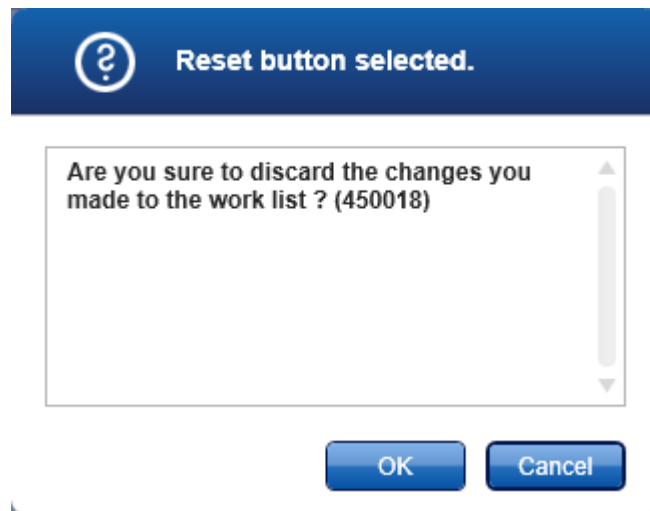 Reset button selected.
Are you sure to discard the changes you
made to the work list ? (450018)
OK
Cancel